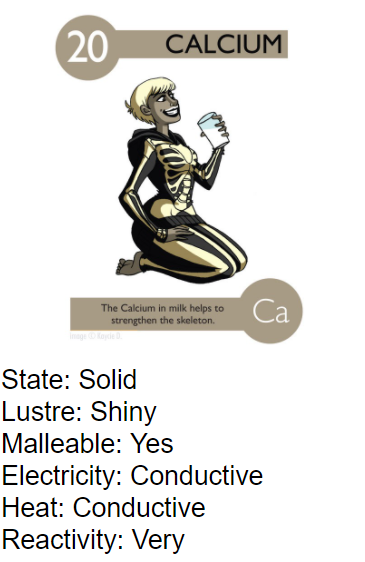 20
CALCIUM
The Calcium in milk helps to
strengthen the skeleton.
Ca
State: Solid
Lustre: Shiny
Malleable: Yes
Electricity: Conductive
Heat: Conductive
Reactivity: Very